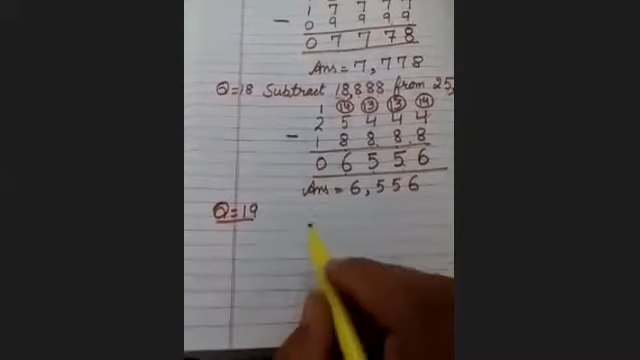 1 7 7 7 7
- 0 9 9 9 9
0 7 7 7 8
Ans = 7,778
Q=18 Subtract 18,888 from 25,
1 14 13 13 14
2 5 4 4 4
- 1 8 8 8 8
0 6 5 5 6
Ans = 6,556
Q=19